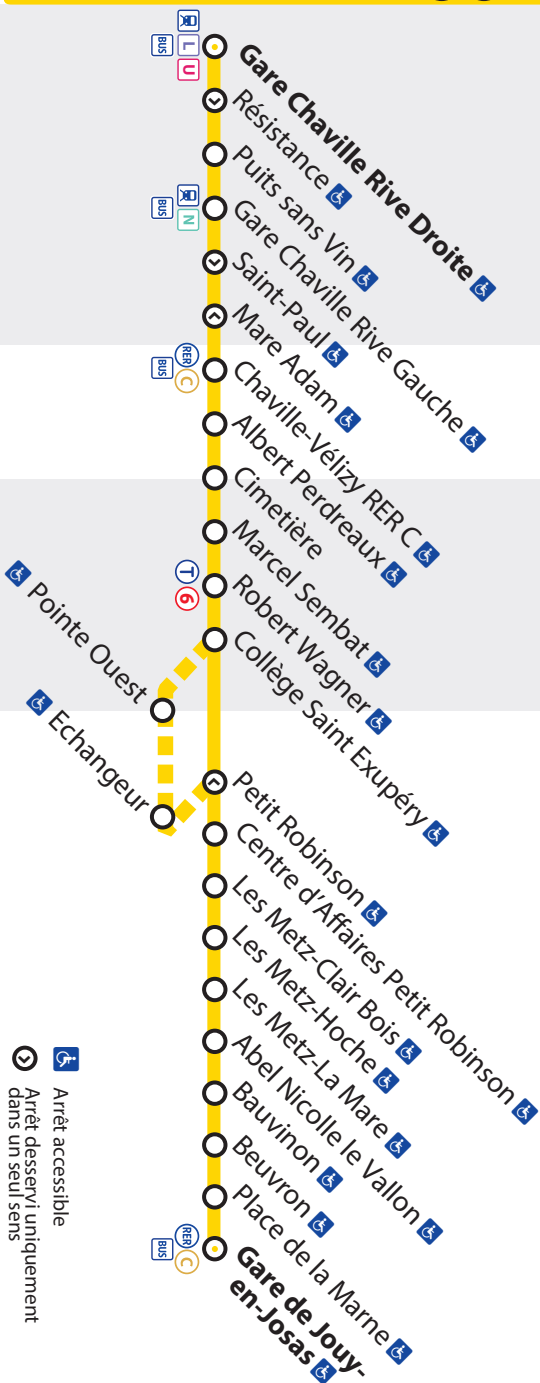 BUS
L
U
Gare Chaville Rive Droite
Résistance
Puits sans Vin
BUS
N
Gare Chaville Rive Gauche
Saint-Paul
Mare Adam
RER C
BUS
Chaville-Vélizy RER C
Albert Perdreaux
Cimetière
Marcel Sembat
T 6
Robert Wagner
Collège Saint Exupéry
Pointe Ouest
Echangeur
Petit Robinson
Centre d'Affaires Petit Robinson
Les Metz-Clair Bois
Les Metz-Hoche
Les Metz-La Mare
Abel Nicolle le Vallon
Bauvinon
Beuvron
Place de la Marne
RER C
BUS
Gare de Jouy-
en-Josas
Arrêt accessible
Arrêt desservi uniquement
dans un seul sens